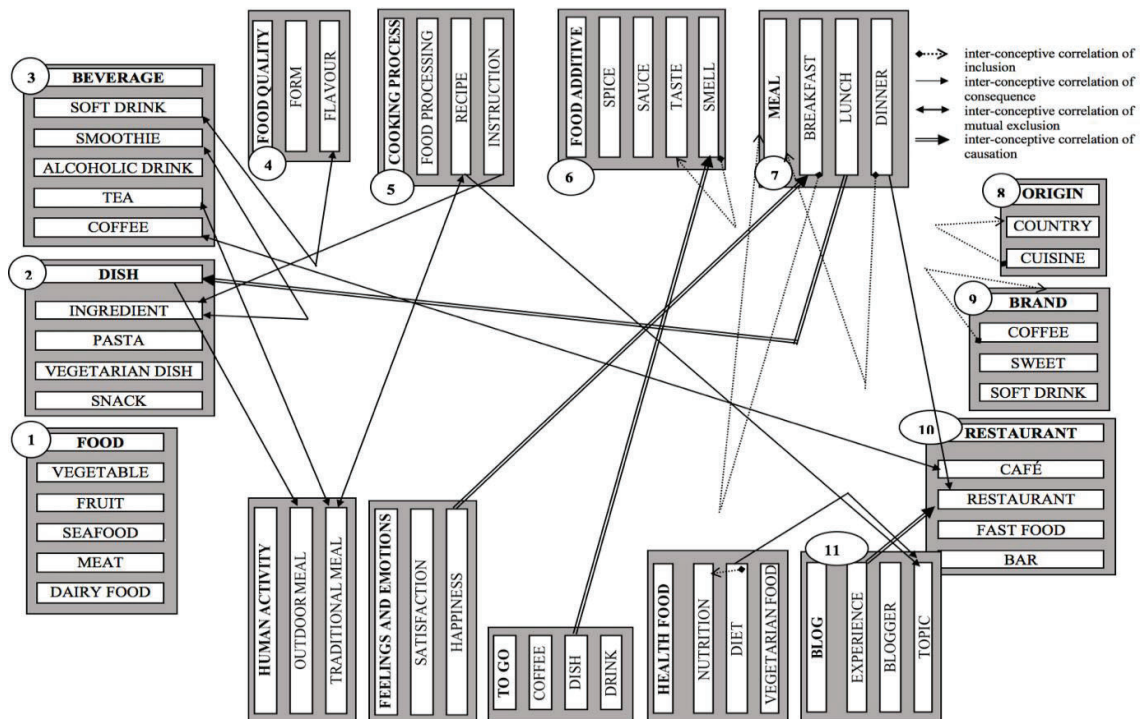 3
BEVERAGE
SOFT DRINK
SMOOTHIE
ALCOHOLIC DRINK
TEA
COFFEE
4
FOOD QUALITY
FORM
FLAVOUR
5
COOKING PROCESS
FOOD PROCESSING
RECIPE
INSTRUCTION
6
FOOD ADDITIVE
SPICE
SAUCE
TASTE
SMELL
7
MEAL
BREAKFAST
LUNCH
DINNER
inter-conceptive correlation of
inclusion
inter-conceptive correlation of
consequence
inter-conceptive correlation of
mutual exclusion
inter-conceptive correlation of
causation
8
ORIGIN
COUNTRY
CUISINE
9
BRAND
COFFEE
SWEET
SOFT DRINK
10
RESTAURANT
CAFÉ
RESTAURANT
FAST FOOD
BAR
2
DISH
INGREDIENT
PASTA
VEGETARIAN DISH
SNACK
1
FOOD
VEGETABLE
FRUIT
SEAFOOD
MEAT
DAIRY FOOD
HUMAN ACTIVITY
OUTDOOR MEAL
TRADITIONAL MEAL
FEELINGS AND EMOTIONS
SATISFACTION
HAPPINESS
TO GO
COFFEE
DISH
DRINK
HEALTH FOOD
NUTRITION
DIET
VEGETARIAN FOOD
11
BLOG
EXPERIENCE
BLOGGER
TOPIC